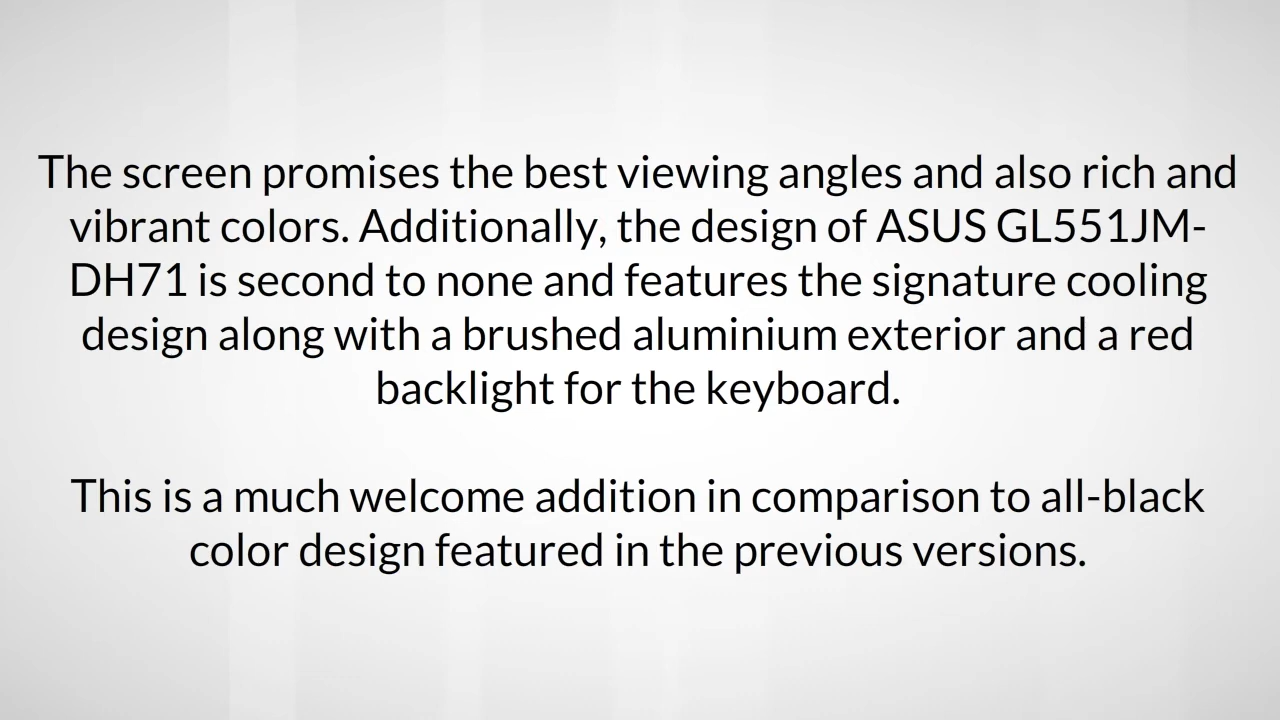 The screen promises the best viewing angles and also rich and
vibrant colors. Additionally, the design of ASUS GL551JM-
DH71 is second to none and features the signature cooling
design along with a brushed aluminium exterior and a red
backlight for the keyboard.
This is a much welcome addition in comparison to all-black
color design featured in the previous versions.